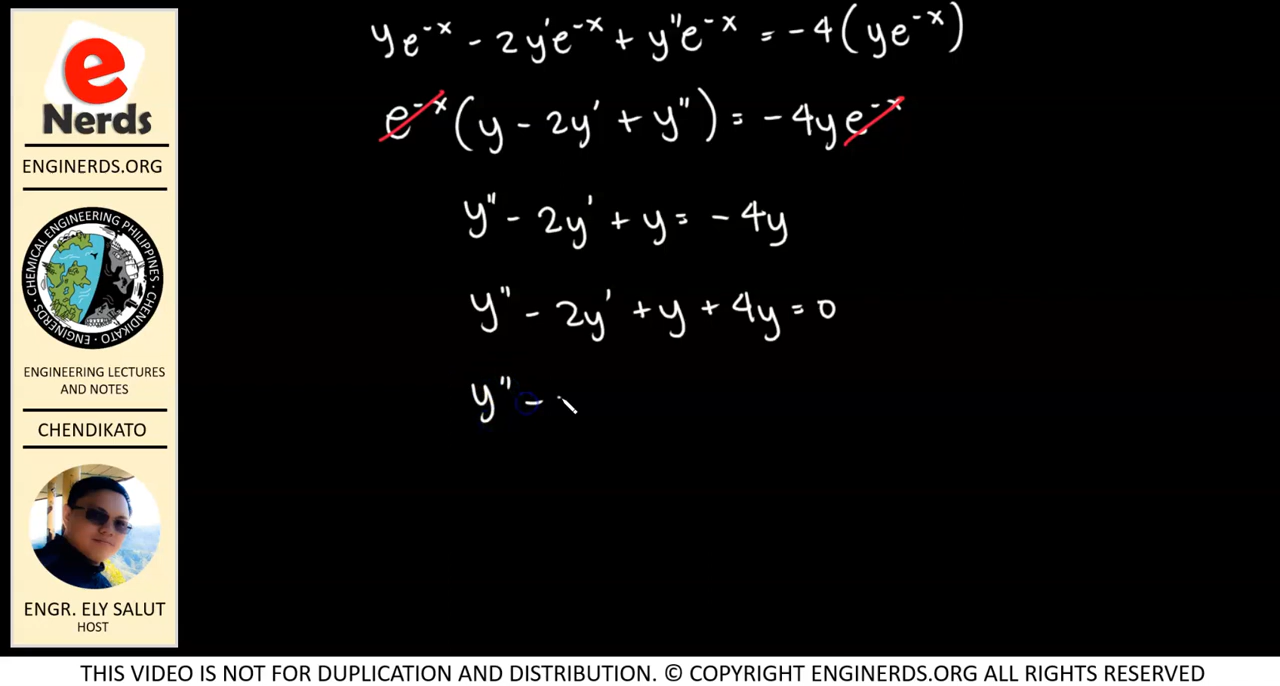 e
Nerds
ENGINERDS.ORG
CHEMICAL ENGINEERING PHILIPPINES
• CHENDIKATO • ENGINERDS •
ENGINEERING LECTURES
AND NOTES
CHENDIKATO
ENGR. ELY SALUT
HOST
ye⁻ˣ - 2y'e⁻ˣ + y"e⁻ˣ = -4(ye⁻ˣ)
e⁻ˣ(y - 2y' + y") = -4ye⁻ˣ
y" - 2y' + y = -4y
y" - 2y' + y + 4y = 0
y" -
THIS VIDEO IS NOT FOR DUPLICATION AND DISTRIBUTION. © COPYRIGHT ENGINERDS.ORG ALL RIGHTS RESERVED